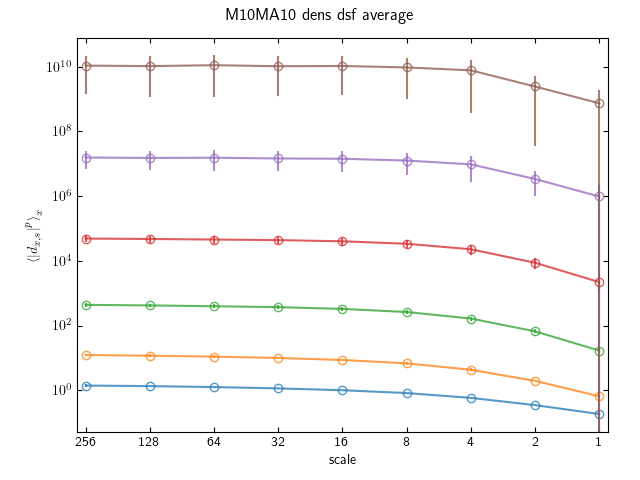 M10MA10 dens dsf average
10^{10}
10^{8}
10^{6}
10^{4}
10^{2}
10^{0}
⟨|d_{x,s}|^p⟩_x
256 128 64 32 16 8 4 2 1
scale